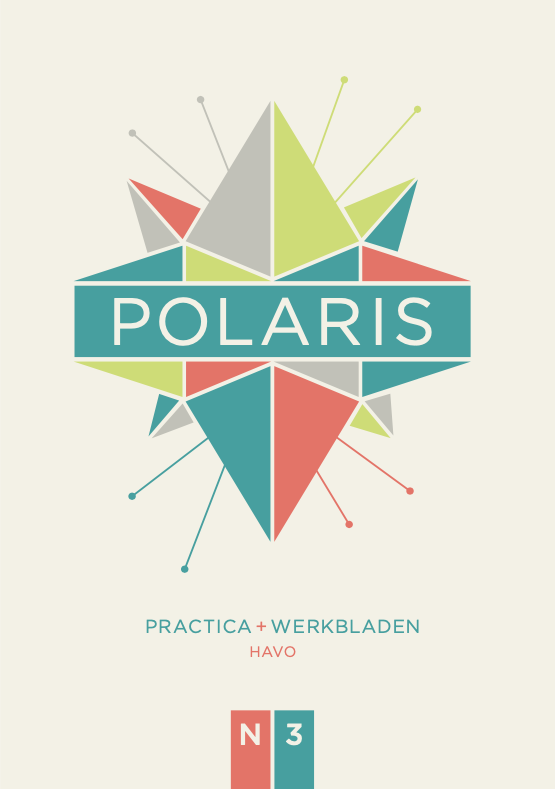 POLARIS
PRACTICA + WERKBLADEN
HAVO
N 3